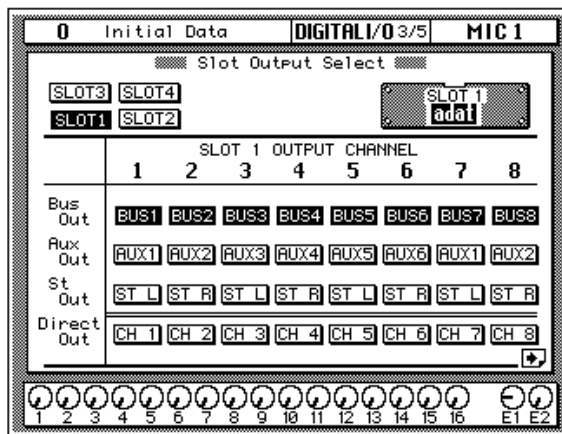 0 Initial Data DIGITAL I/O 3/5 MIC 1
Slot Output Select
SLOT3 SLOT4
SLOT1 SLOT2
SLOT 1
adat
SLOT 1 OUTPUT CHANNEL
1 2 3 4 5 6 7 8
Bus Out BUS1 BUS2 BUS3 BUS4 BUS5 BUS6 BUS7 BUS8
Aux Out AUX1 AUX2 AUX3 AUX4 AUX5 AUX6 AUX1 AUX2
St Out ST L ST R ST L ST R ST L ST R ST L ST R
Direct Out CH 1 CH 2 CH 3 CH 4 CH 5 CH 6 CH 7 CH 8
1 2 3 4 5 6 7 8 9 10 11 12 13 14 15 16 E1 E2